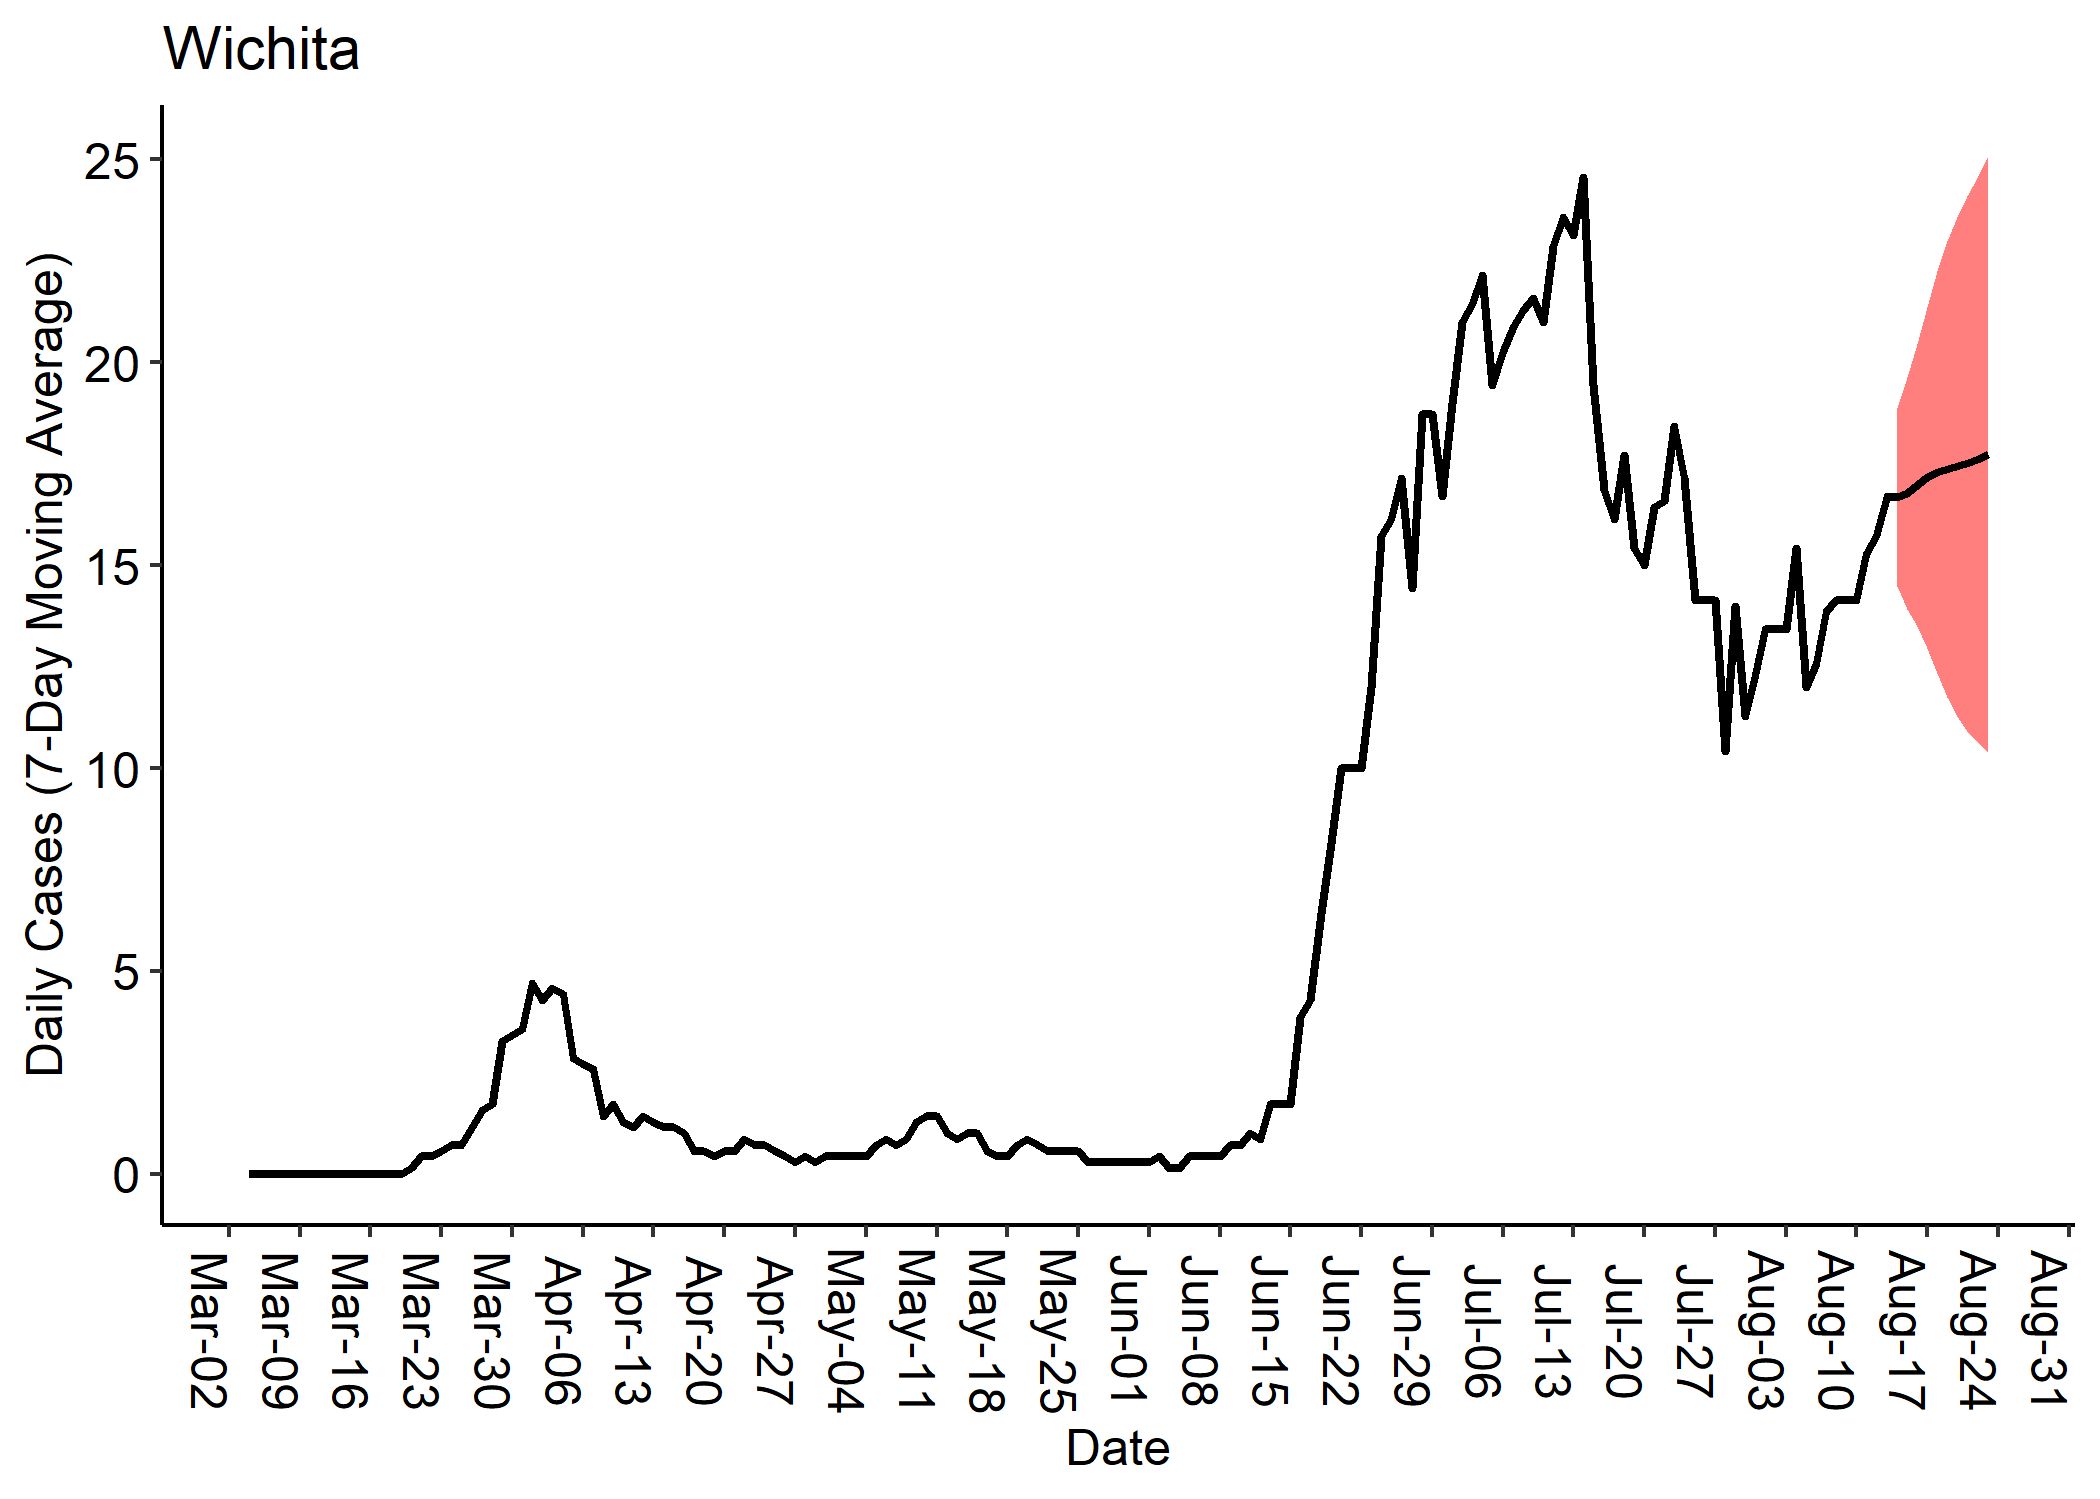 Wichita
Daily Cases (7-Day Moving Average)
25
20
15
10
5
0
Mar-02
Mar-09
Mar-16
Mar-23
Mar-30
Apr-06
Apr-13
Apr-20
Apr-27
May-04
May-11
May-18
May-25
Jun-01
Jun-08
Jun-15
Jun-22
Jun-29
Jul-06
Jul-13
Jul-20
Jul-27
Aug-03
Aug-10
Aug-17
Aug-24
Aug-31
Date